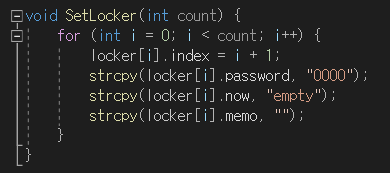 void SetLocker(int count) {
    for (int i = 0; i < count; i++) {
        locker[i].index = i + 1;
        strcpy(locker[i].password, "0000");
        strcpy(locker[i].now, "empty");
        strcpy(locker[i].memo, "");
    }
}